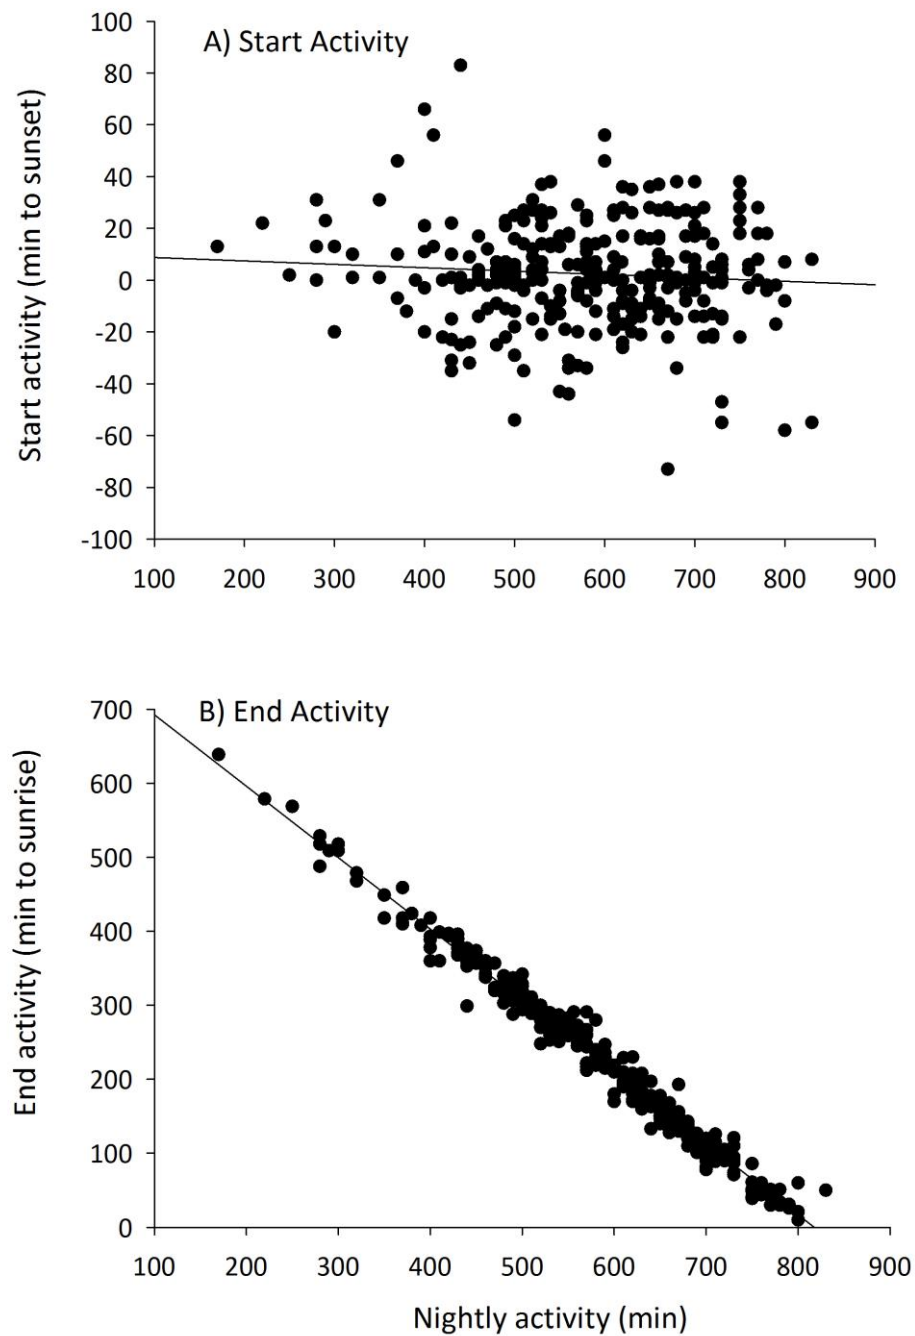 A) Start Activity
Start activity (min to sunset)
100
80
60
40
20
0
-20
-40
-60
-80
-100
100 200 300 400 500 600 700 800 900
B) End Activity
End activity (min to sunrise)
700
600
500
400
300
200
100
0
100 200 300 400 500 600 700 800 900
Nightly activity (min)